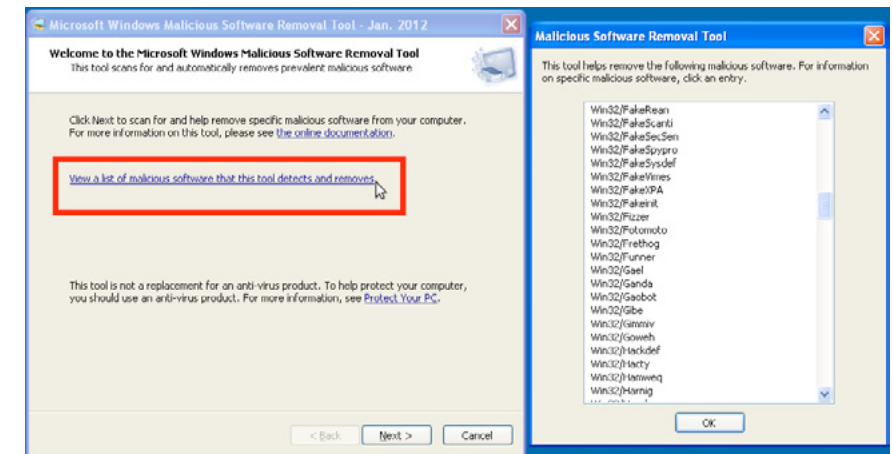 Microsoft Windows Malicious Software Removal Tool - Jan. 2012
Welcome to the Microsoft Windows Malicious Software Removal Tool
This tool scans for and automatically removes prevalent malicious software
Click Next to scan for and help remove specific malicious software from your computer.
For more information on this tool, please see the online documentation.
View a list of malicious software that this tool detects and removes.
This tool is not a replacement for an anti-virus product. To help protect your computer,
you should use an anti-virus product. For more information, see Protect Your PC.
< Back
Next >
Cancel
Malicious Software Removal Tool
This tool helps remove the following malicious software. For information
on specific malicious software, click an entry.
Win32/FakeRean
Win32/FakeScanti
Win32/FakeSecSen
Win32/FakeSpypro
Win32/FakeSysdef
Win32/FakeVimes
Win32/FakeXPA
Win32/Fakeinit
Win32/Fizzer
Win32/Fotomoto
Win32/Frethog
Win32/Funner
Win32/Gael
Win32/Ganda
Win32/Gaobot
Win32/Gibe
Win32/Gimmiv
Win32/Goweh
Win32/Hackdef
Win32/Hacty
Win32/Hamweq
Win32/Harnig
OK